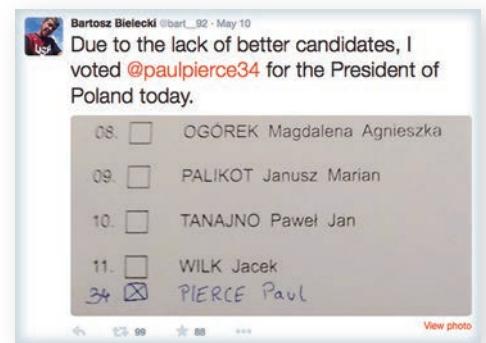 Bartosz Bielecki @bart__92 · May 10
Due to the lack of better candidates, I
voted @paulpierce34 for the President of
Poland today.
08. OGÓREK Magdalena Agnieszka
09. PALIKOT Janusz Marian
10. TANAJNO Paweł Jan
11. WILK Jacek
34 PIERCE Paul
99 88 View photo